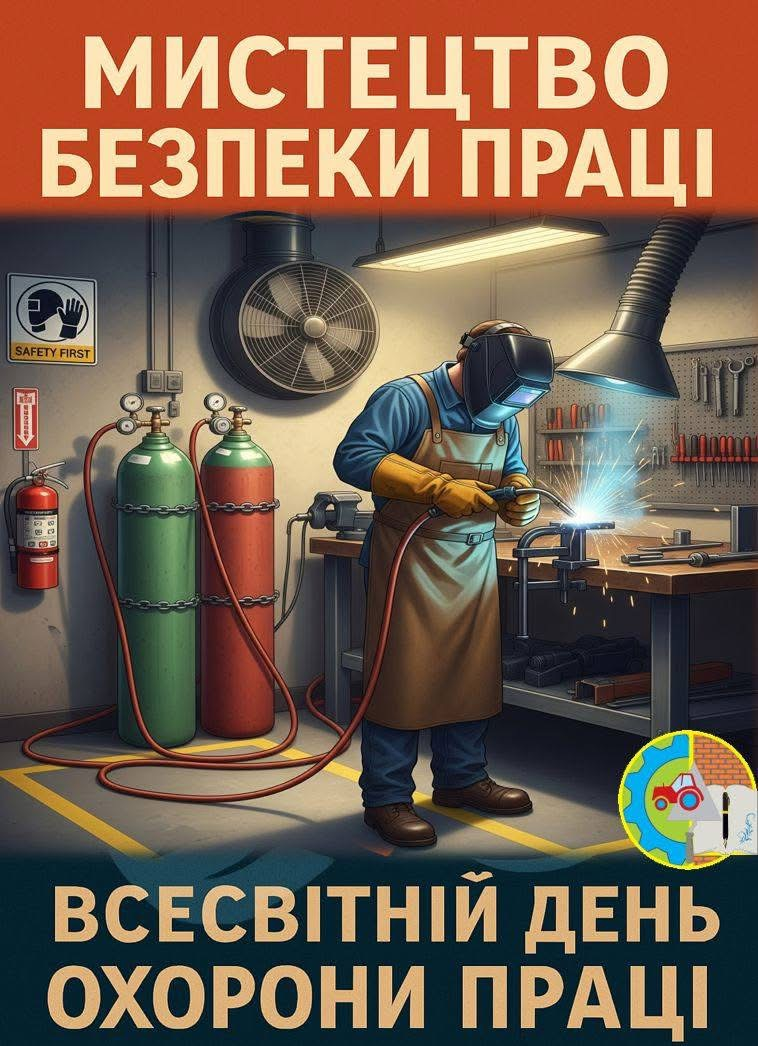 МИСТЕЦТВО
БЕЗПЕКИ ПРАЦІ
SAFETY FIRST
ВСЕСВІТНІЙ ДЕНЬ
ОХОРОНИ ПРАЦІ